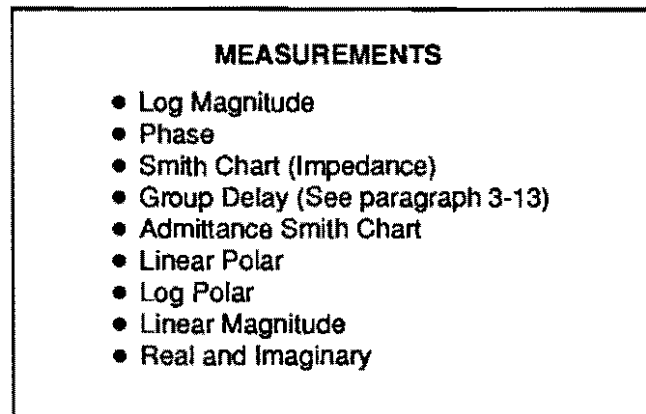 MEASUREMENTS
● Log Magnitude
● Phase
● Smith Chart (Impedance)
● Group Delay (See paragraph 3-13)
● Admittance Smith Chart
● Linear Polar
● Log Polar
● Linear Magnitude
● Real and Imaginary